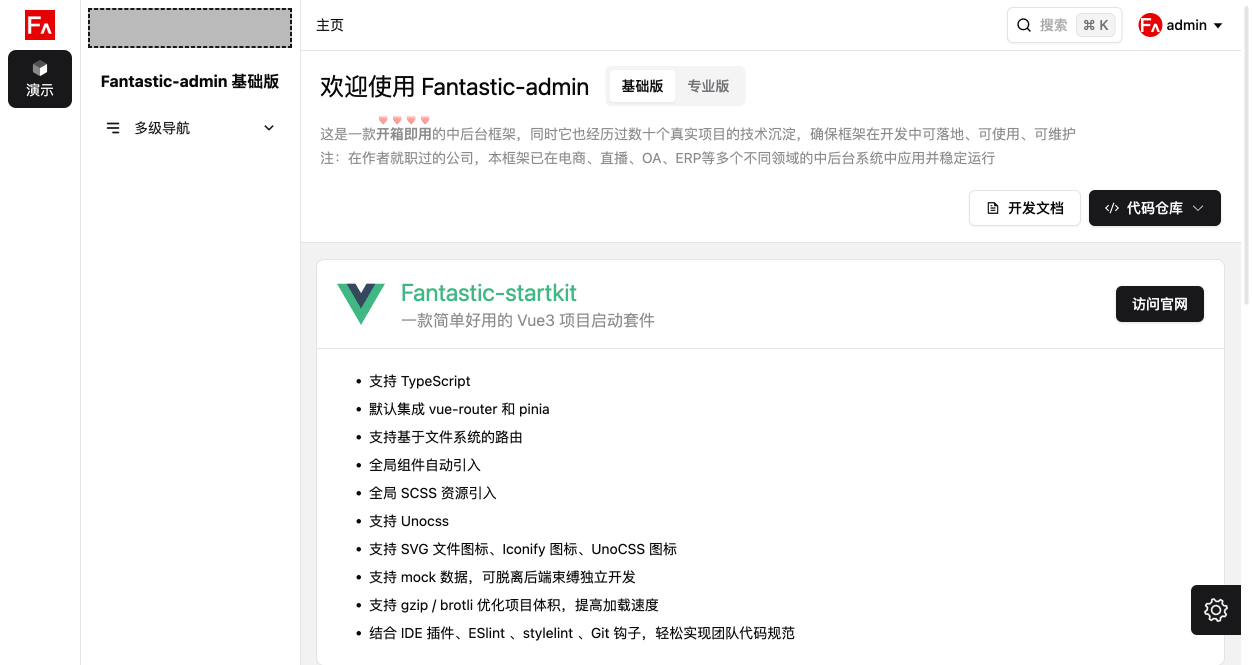 演示
Fantastic-admin 基础版
多级导航
主页
搜索 ⌘ K
admin
欢迎使用 Fantastic-admin 基础版 专业版
这是一款开箱即用的中后台框架，同时它也经历过数十个真实项目的技术沉淀，确保框架在开发中可落地、可使用、可维护
注：在作者就职过的公司，本框架已在电商、直播、OA、ERP等多个不同领域的中后台系统中应用并稳定运行
开发文档
代码仓库
Fantastic-startkit
一款简单好用的 Vue3 项目启动套件
访问官网
• 支持 TypeScript
• 默认集成 vue-router 和 pinia
• 支持基于文件系统的路由
• 全局组件自动引入
• 全局 SCSS 资源引入
• 支持 Unocss
• 支持 SVG 文件图标、Iconify 图标、UnoCSS 图标
• 支持 mock 数据，可脱离后端束缚独立开发
• 支持 gzip / brotli 优化项目体积，提高加载速度
• 结合 IDE 插件、ESlint 、stylelint 、Git 钩子，轻松实现团队代码规范